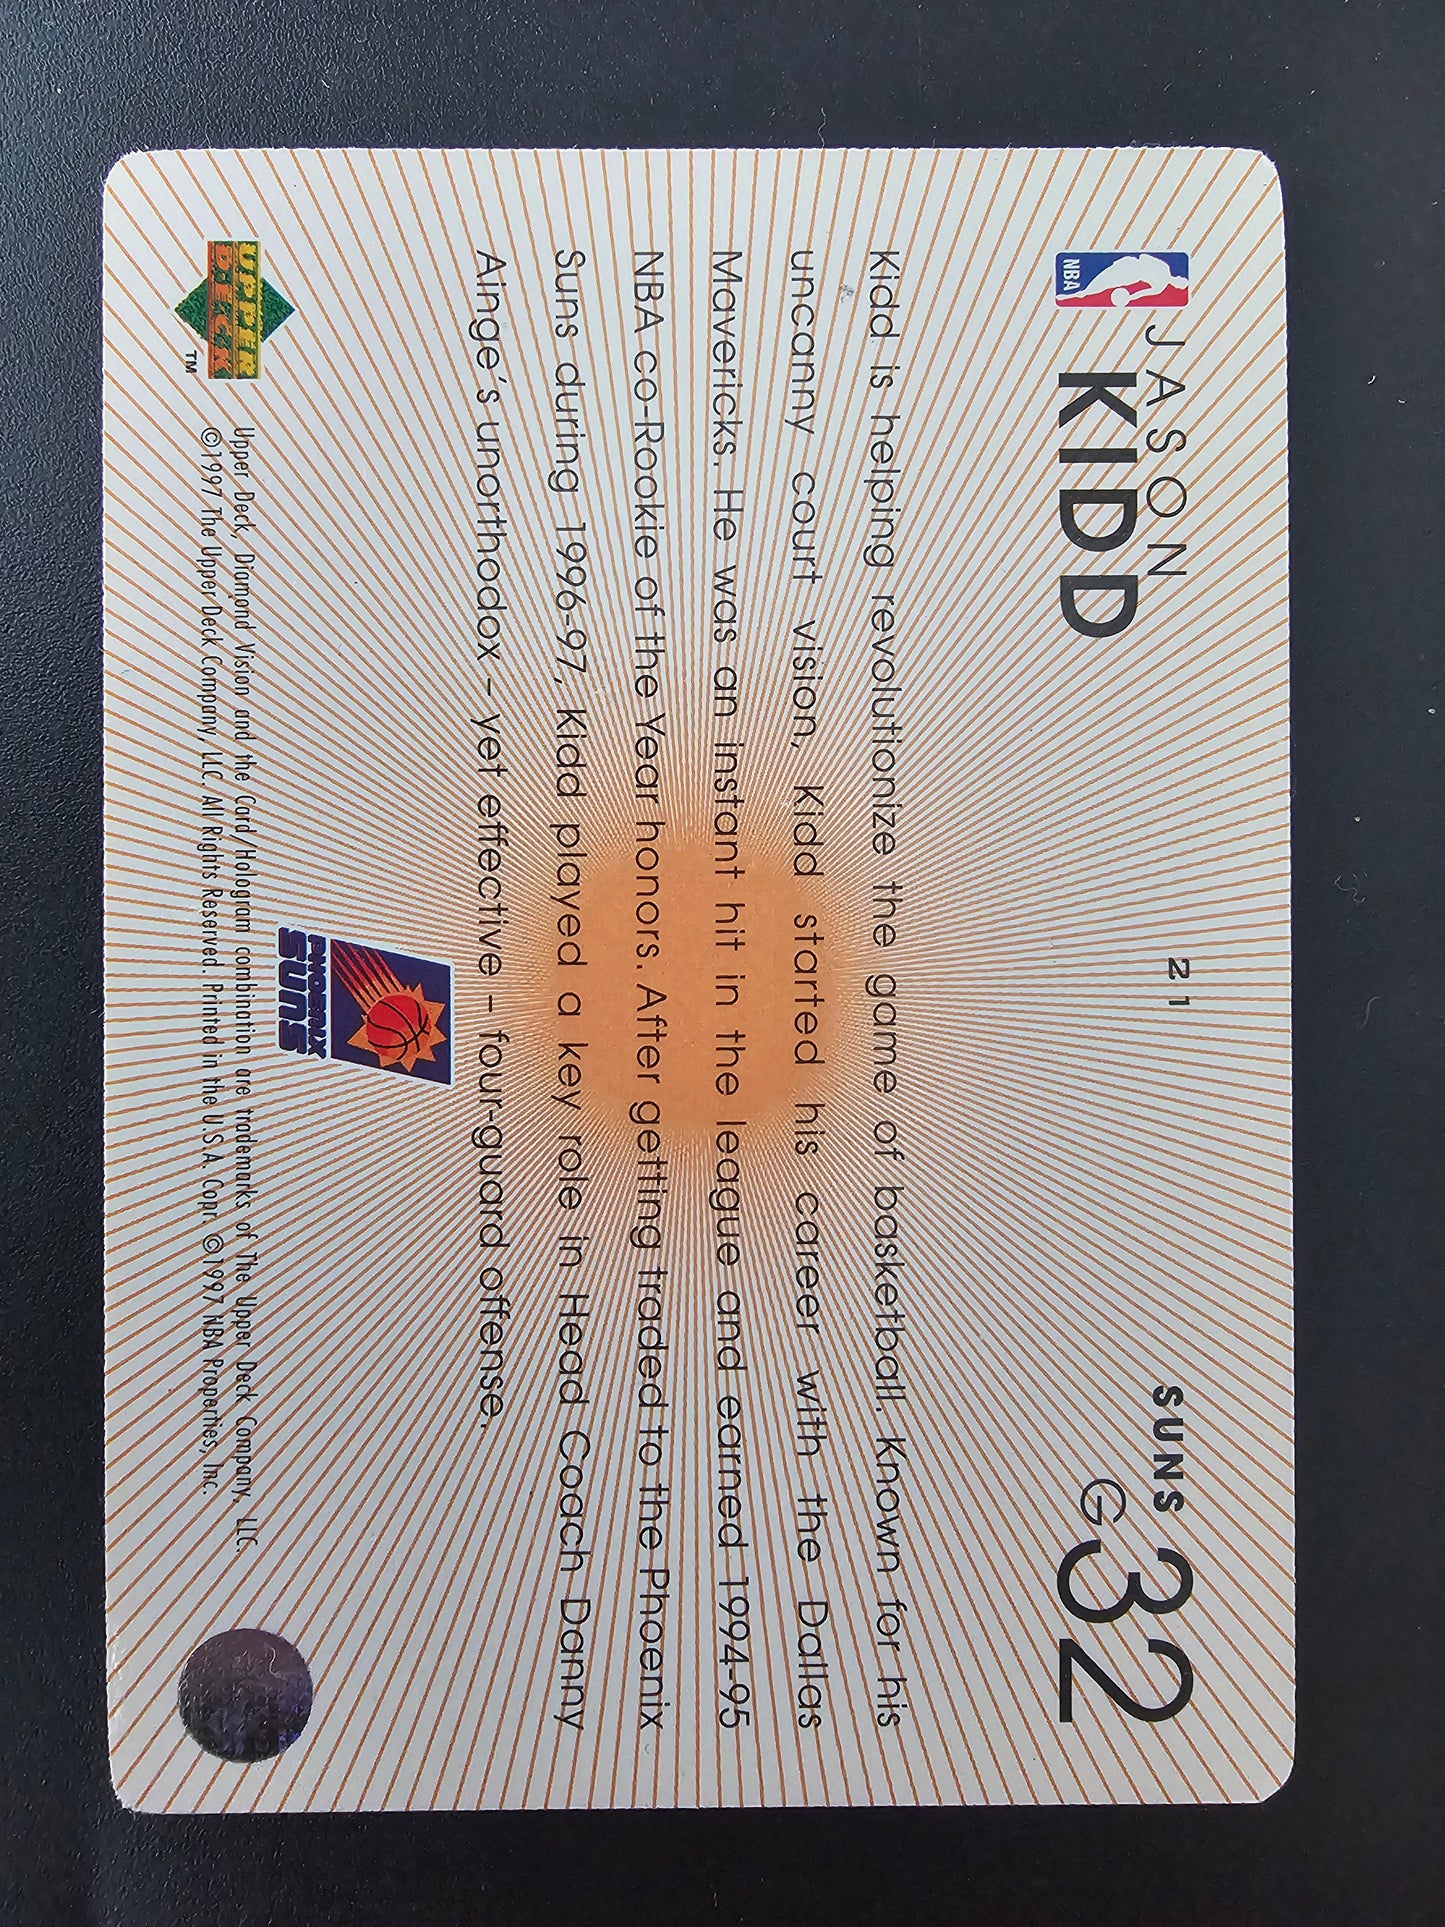 NBA
JASON
KIDD
21
SUNS
G
32
Kidd is helping revolutionize the game of basketball. Known for his
uncanny court vision, Kidd started his career with the Dallas
Mavericks. He was an instant hit in the league and earned 1994-95
NBA co-Rookie of the Year honors. After getting traded to the Phoenix
Suns during 1996-97, Kidd played a key role in Head Coach Danny
Ainge's unorthodox – yet effective – four-guard offense.
PHOENIX
SUNS
UPPER
DECK
TM
Upper Deck, Diamond Vision and the Card/Hologram combination are trademarks of The Upper Deck Company, LLC.
©1997 The Upper Deck Company, LLC. All Rights Reserved. Printed in the U.S.A. Copr. ©1997 NBA Properties, Inc.